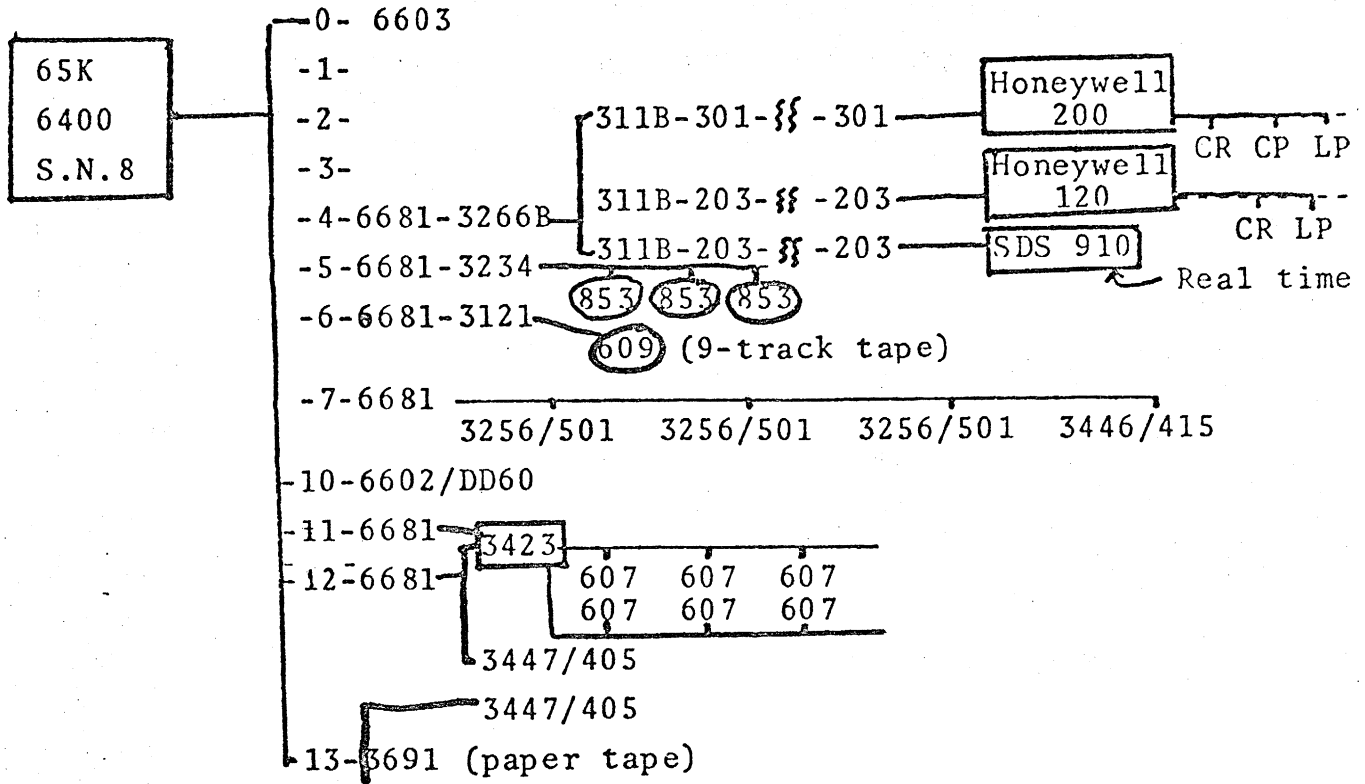 0- 6603
65K
6400
S.N.8
-1-
-2-
-3-
311B-301-
-301
Honeywell
200
CR CP LP
-4-6681-3266B
311B-203-
-203
Honeywell
120
CR LP
311B-203-
-203
SDS 910
Real time
-5-6681-3234
853 853 853
-6-6681-3121
609 (9-track tape)
-7-6681
3256/501 3256/501 3256/501 3446/415
-10-6602/DD60
-11-6681
3423
-12-6681
607 607 607
607 607 607
3447/405
3447/405
-13-3691 (paper tape)